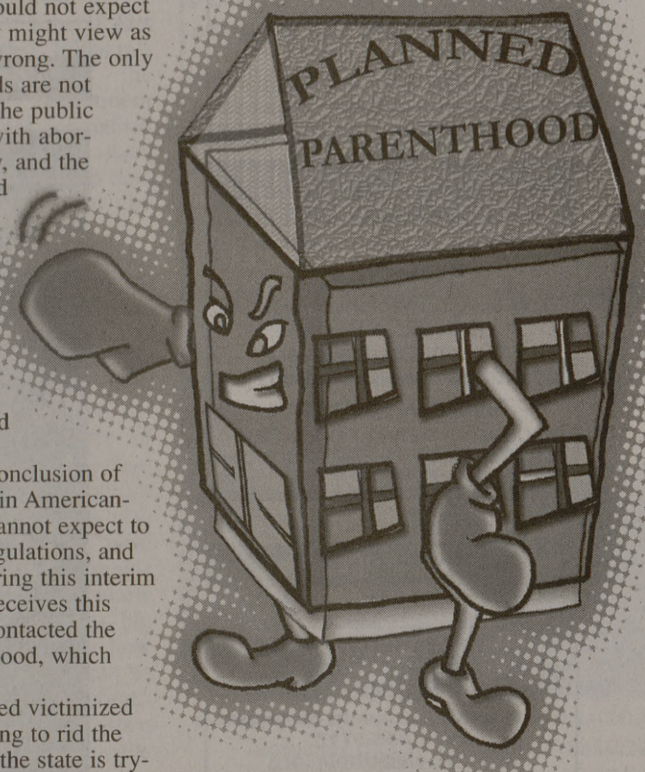 ould not expect
might view as
rong. The only
ls are not
he public
with abor-
, and the
d
PLANNED
PARENTHOOD
d
onclusion of
in American-
annot expect to
gulations, and
ring this interim
eceives this
ontacted the
ood, which
ed victimized
ng to rid the
the state is try-